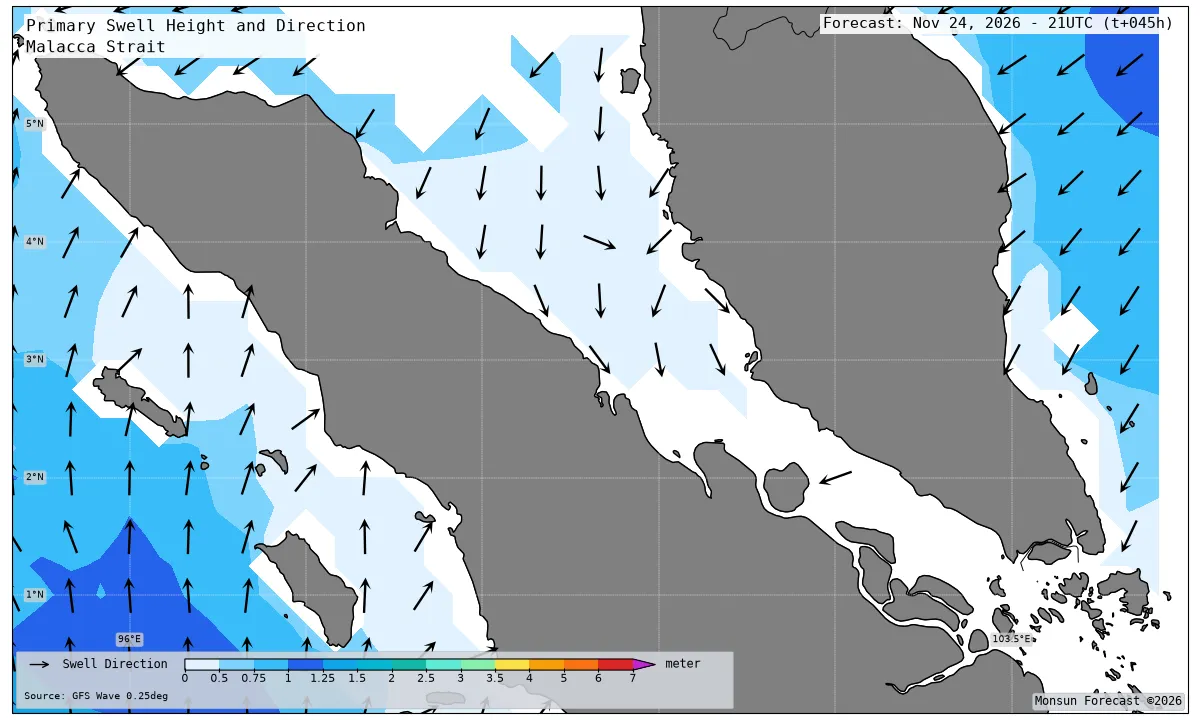 Primary Swell Height and Direction
Malacca Strait
Forecast: Nov 24, 2026 - 21UTC (t+045h)
5°N
4°N
3°N
2°N
1°N
96°E
103.5°E
Swell Direction
meter
0 0.5 0.75 1 1.25 1.5 2 2.5 3 3.5 4 5 6 7
Source: GFS Wave 0.25deg
Monsun Forecast ©2026